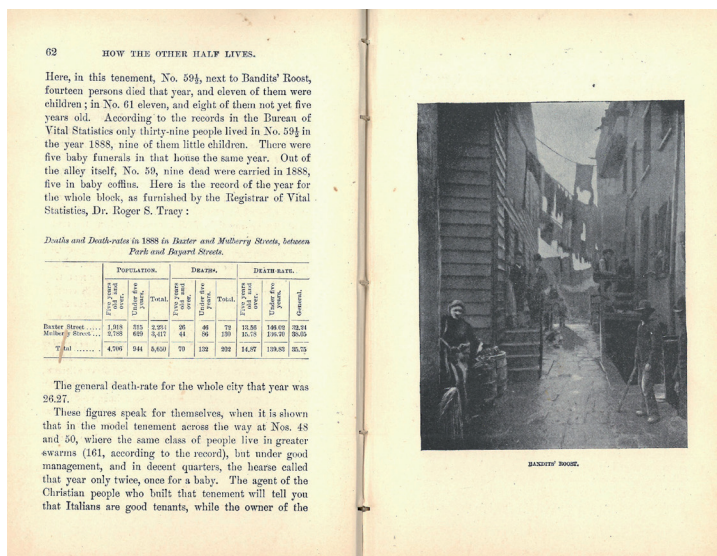 62 HOW THE OTHER HALF LIVES.
Here, in this tenement, No. 59½, next to Bandits' Roost,
fourteen persons died that year, and eleven of them were
children; in No. 61 eleven, and eight of them not yet five
years old. According to the records in the Bureau of
Vital Statistics only thirty-nine people lived in No. 59½ in
the year 1888, nine of them little children. There were
five baby funerals in that house the same year. Out of
the alley itself, No. 59, nine dead were carried in 1888,
five in baby coffins. Here is the record of the year for
the whole block, as furnished by the Registrar of Vital
Statistics, Dr. Roger S. Tracy:
Deaths and Death-rates in 1888 in Baxter and Mulberry Streets, between
Park and Bayard Streets.
POPULATION. DEATHS. DEATH-RATE.
Five years old and over. Under five years. Total. Five years old and over. Under five years. Total. Five years old and over. Under five years. General.
Baxter Street ..... 1,918 315 2,233 26 46 72 13.56 146.02 32.24
Mulberry Street... 2,788 629 3,417 44 86 130 15.78 136.70 38.05
Total ...... 4,706 944 5,650 70 132 202 14.87 139.83 35.75
The general death-rate for the whole city that year was
26.27.
These figures speak for themselves, when it is shown
that in the model tenement across the way at Nos. 48
and 50, where the same class of people live in greater
swarms (161, according to the record), but under good
management, and in decent quarters, the hearse called
that year only twice, once for a baby. The agent of the
Christian people who built that tenement will tell you
that Italians are good tenants, while the owner of the
BANDITS' ROOST.